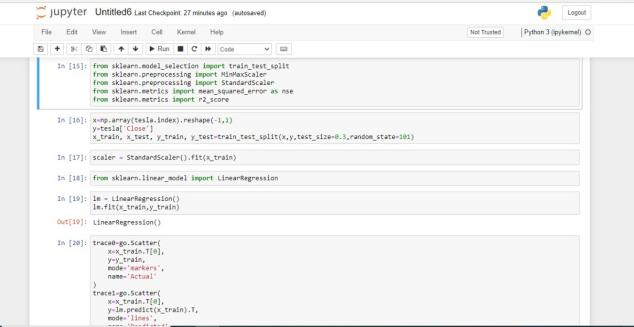 jupyter Untitled6 Last Checkpoint: 27 minutes ago (autosaved)
Logout
File Edit View Insert Cell Kernel Help
Not Trusted
Python 3 (ipykernel)
Run
Code
In [15]: from sklearn.model_selection import train_test_split
from sklearn.preprocessing import MinMaxScaler
from sklearn.preprocessing import StandardScaler
from sklearn.metrics import mean_squared_error as nse
from sklearn.metrics import r2_score
In [16]: x=np.array(tesla.index).reshape(-1,1)
y=tesla['Close']
x_train, x_test, y_train, y_test=train_test_split(x,y,test_size=0.3,random_state=101)
In [17]: scaler = StandardScaler().fit(x_train)
In [18]: from sklearn.linear_model import LinearRegression
In [19]: lm = LinearRegression()
lm.fit(x_train,y_train)
Out[19]: LinearRegression()
In [20]: trace0=go.Scatter(
x=x_train.T[0],
y=y_train,
mode='markers',
name='Actual'
)
trace1=go.Scatter(
x=x_train.T[0],
y=lm.predict(x_train).T,
mode='lines',